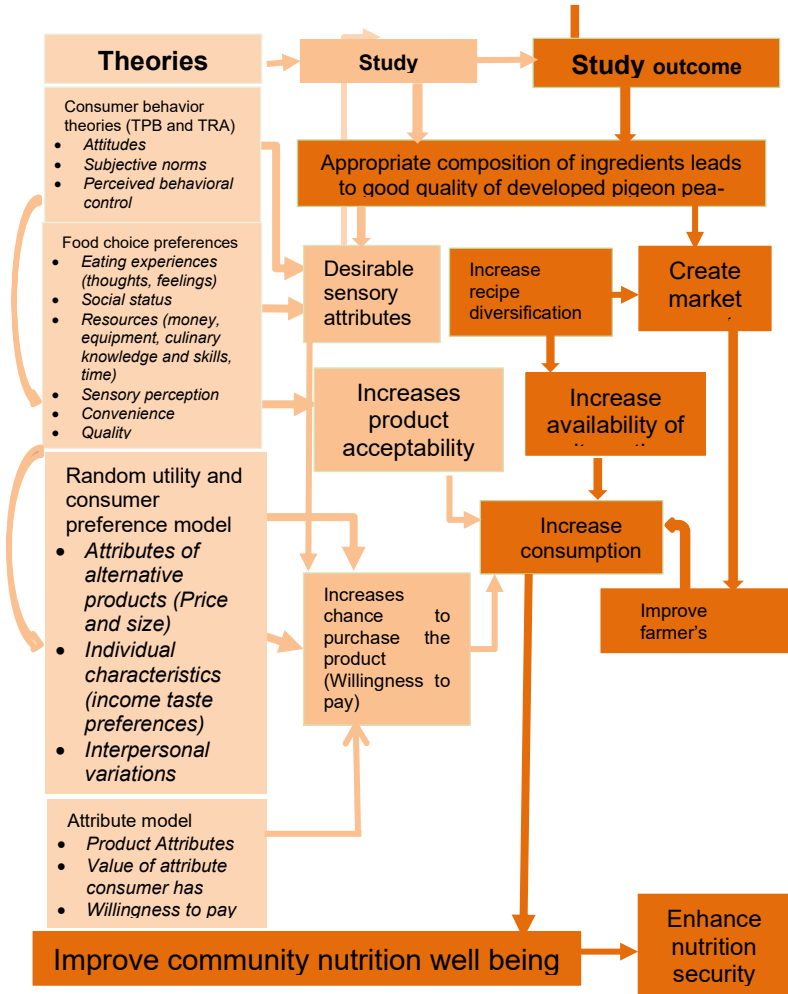 Theories
Study
Study outcome
Consumer behavior
theories (TPB and TRA)
• Attitudes
• Subjective norms
• Perceived behavioral
control
Appropriate composition of ingredients leads
to good quality of developed pigeon pea-
Food choice preferences
• Eating experiences
(thoughts, feelings)
• Social status
• Resources (money,
equipment, culinary
knowledge and skills,
time)
• Sensory perception
• Convenience
• Quality
Desirable
sensory
attributes
Increase
recipe
diversification
Create
market
Increases
product
acceptability
Increase
availability of
Random utility and
consumer
preference model
• Attributes of
alternative
products (Price
and size)
• Individual
characteristics
(income taste
preferences)
• Interpersonal
variations
Increase
consumption
Increases
chance to
purchase the
product
(Willingness to
pay)
Improve
farmer's
Attribute model
• Product Attributes
• Value of attribute
consumer has
• Willingness to pay
Improve community nutrition well being
Enhance
nutrition
security